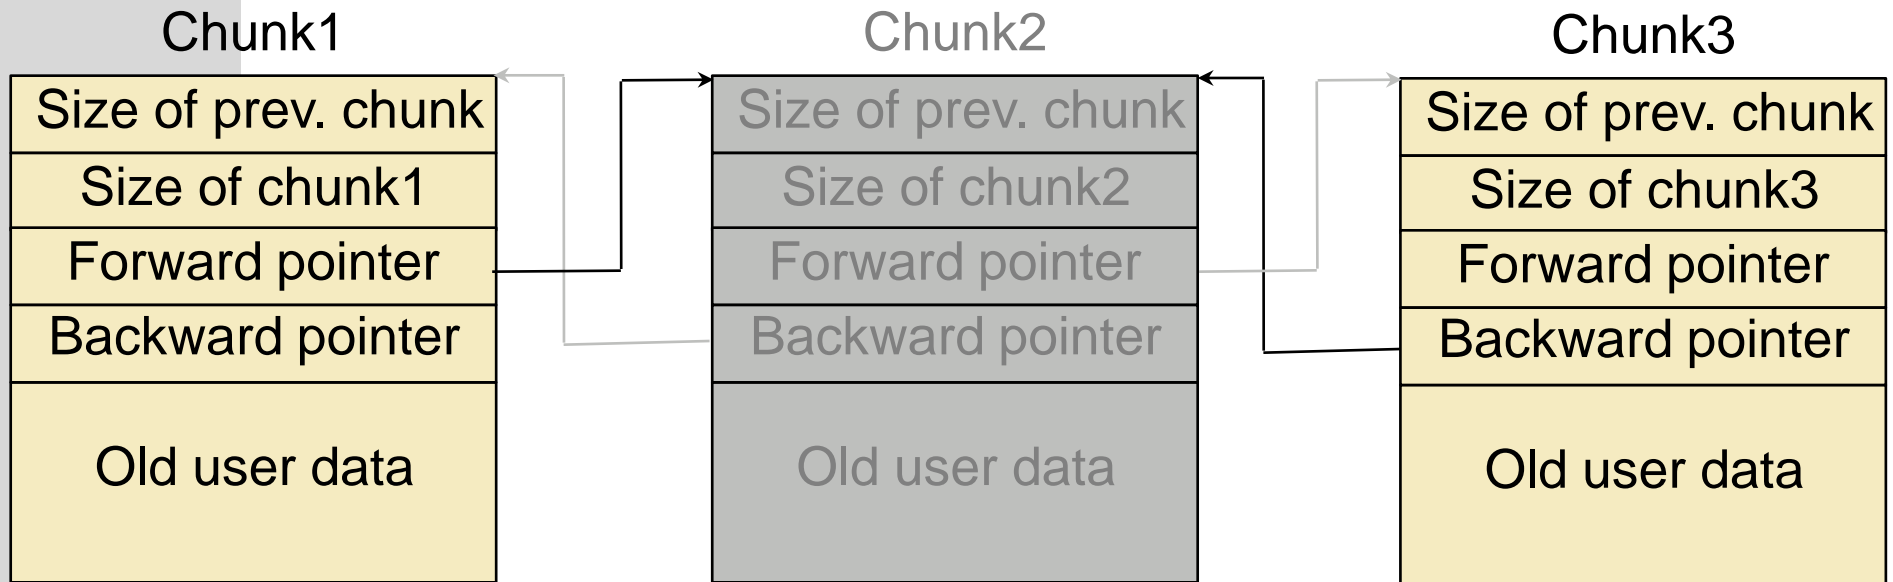 Chunk1
Size of prev. chunk
Size of chunk1
Forward pointer
Backward pointer
Old user data
Chunk2
Size of prev. chunk
Size of chunk2
Forward pointer
Backward pointer
Old user data
Chunk3
Size of prev. chunk
Size of chunk3
Forward pointer
Backward pointer
Old user data